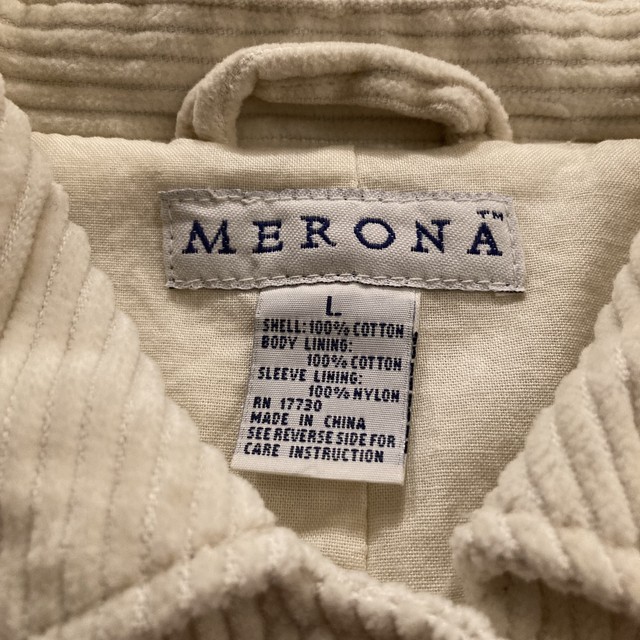 MERONA™
L
SHELL: 100% COTTON
BODY LINING:
100% COTTON
SLEEVE LINING:
100% NYLON
RN 17730
MADE IN CHINA
SEE REVERSE SIDE FOR
CARE INSTRUCTION